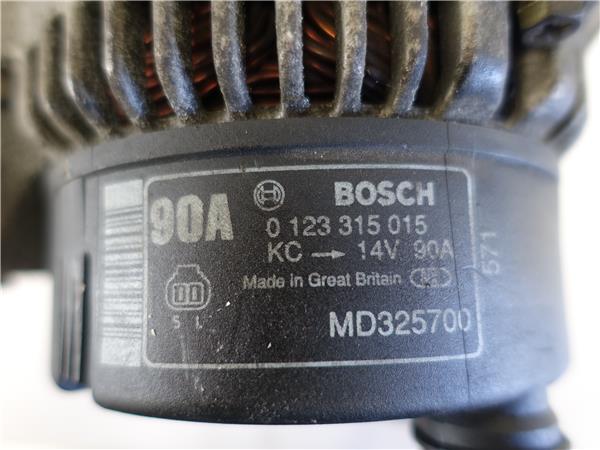 90A
BOSCH
0 123 315 015
KC → 14V 90A
Made in Great Britain
S L
MD325700
571